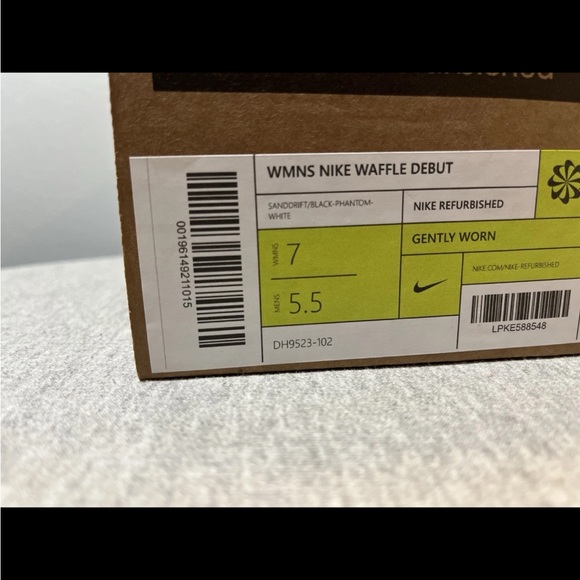 WMNS NIKE WAFFLE DEBUT
SANDDRIFT/BLACK-PHANTOM-
WHITE
NIKE REFURBISHED
GENTLY WORN
WMNS 7
MENS 5.5
NIKE.COM/NIKE-REFURBISHED
LPKE588548
DH9523-102
00196149211015